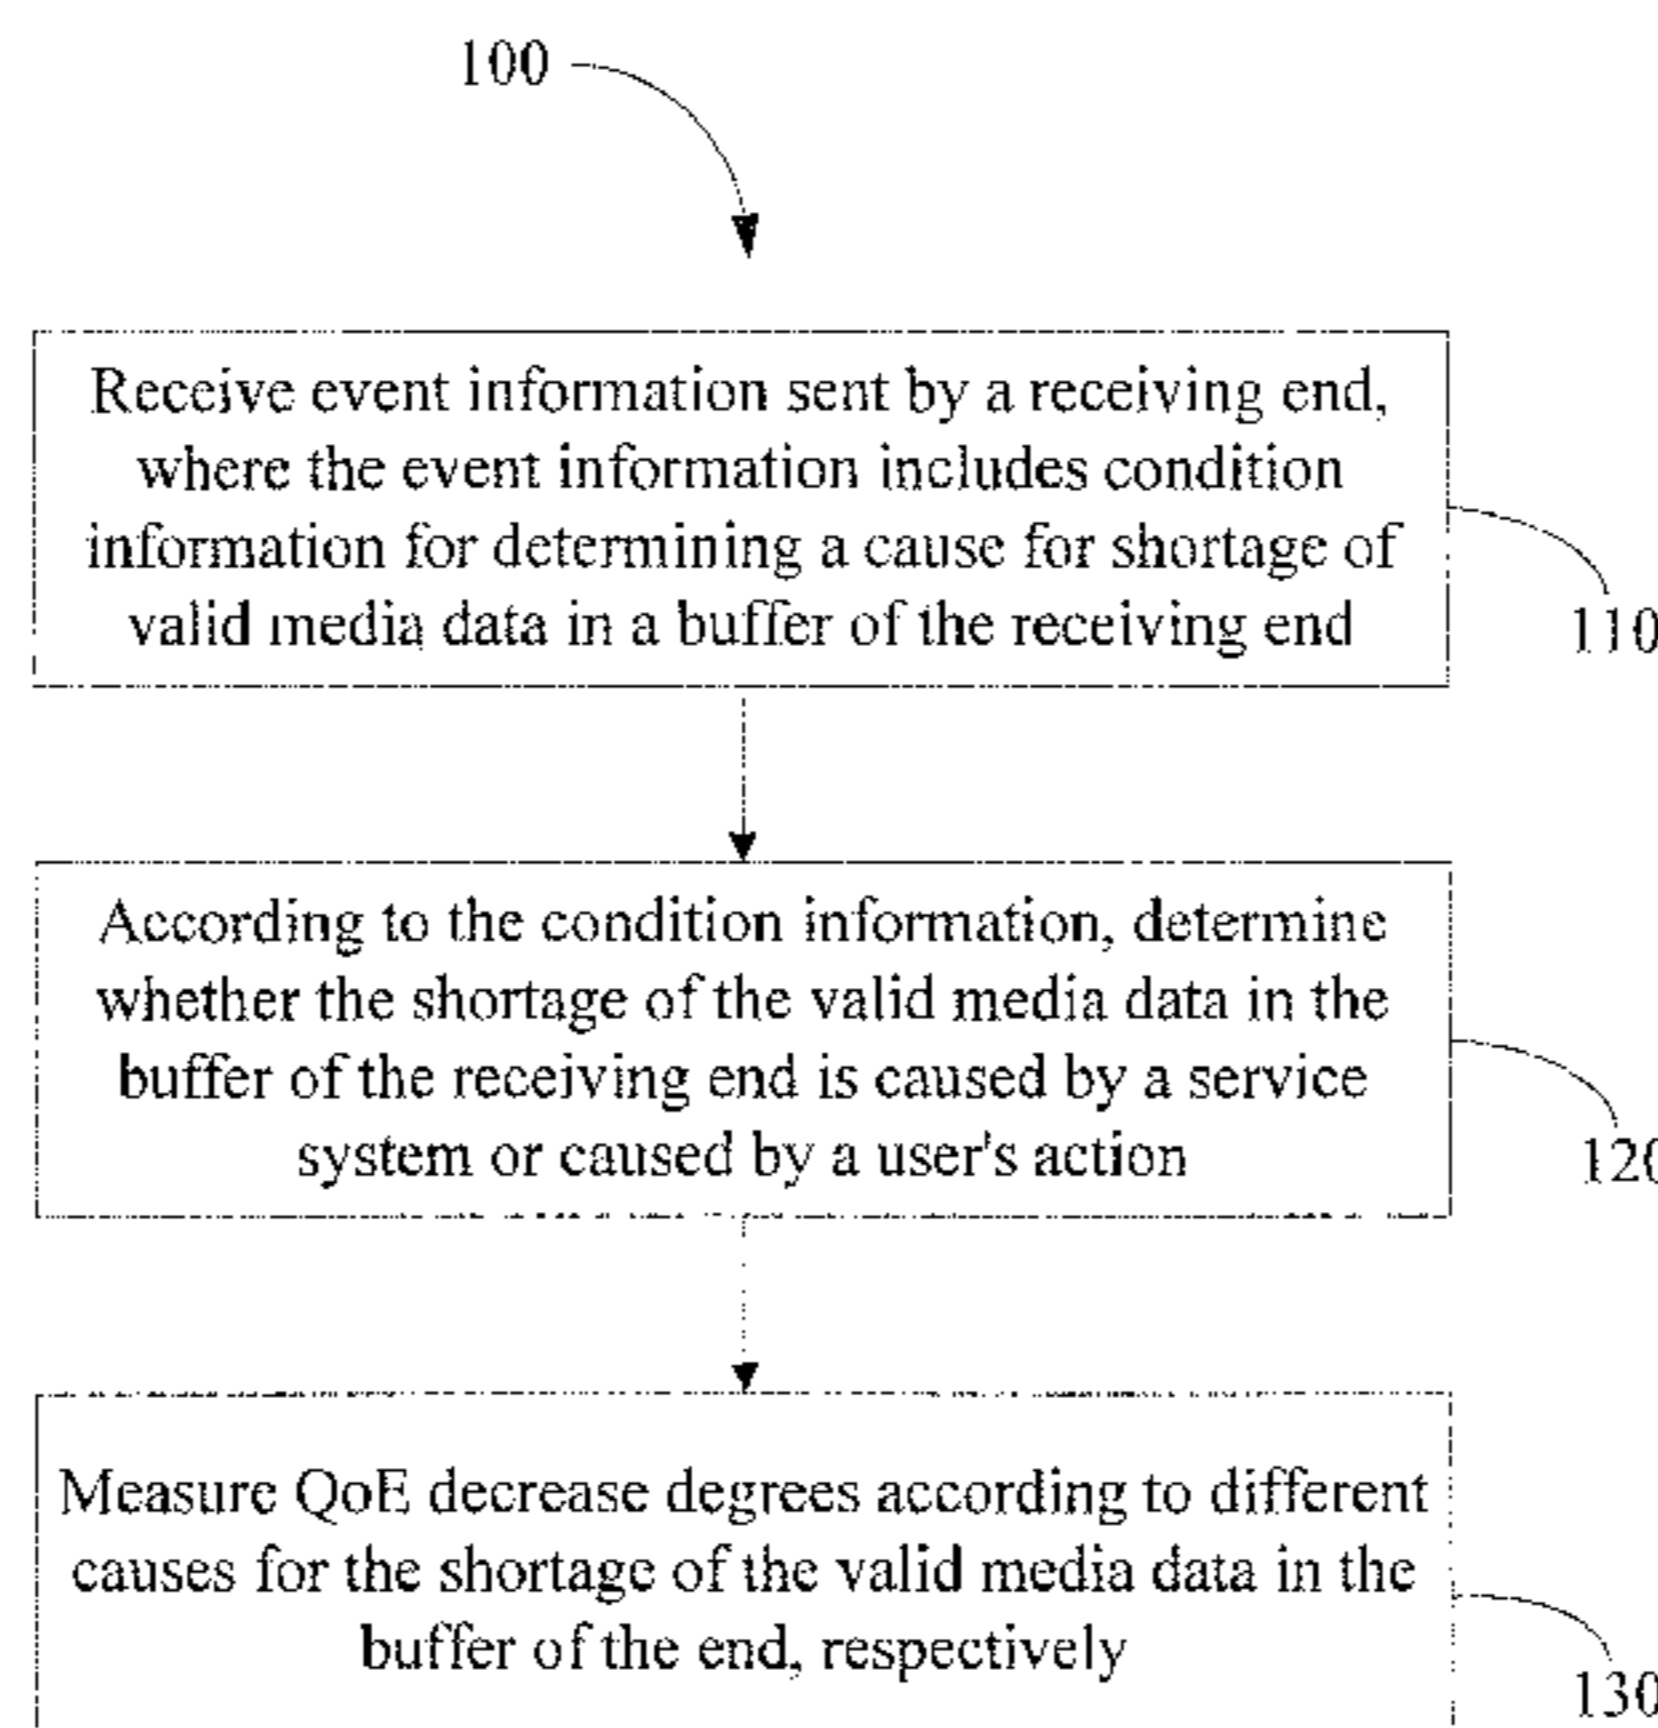 100
Receive event information sent by a receiving end,
where the event information includes condition
information for determining a cause for shortage of
valid media data in a buffer of the receiving end
110
According to the condition information, determine
whether the shortage of the valid media data in the
buffer of the receiving end is caused by a service
system or caused by a user's action
120
Measure QoE decrease degrees according to different
causes for the shortage of the valid media data in the
buffer of the end, respectively
130